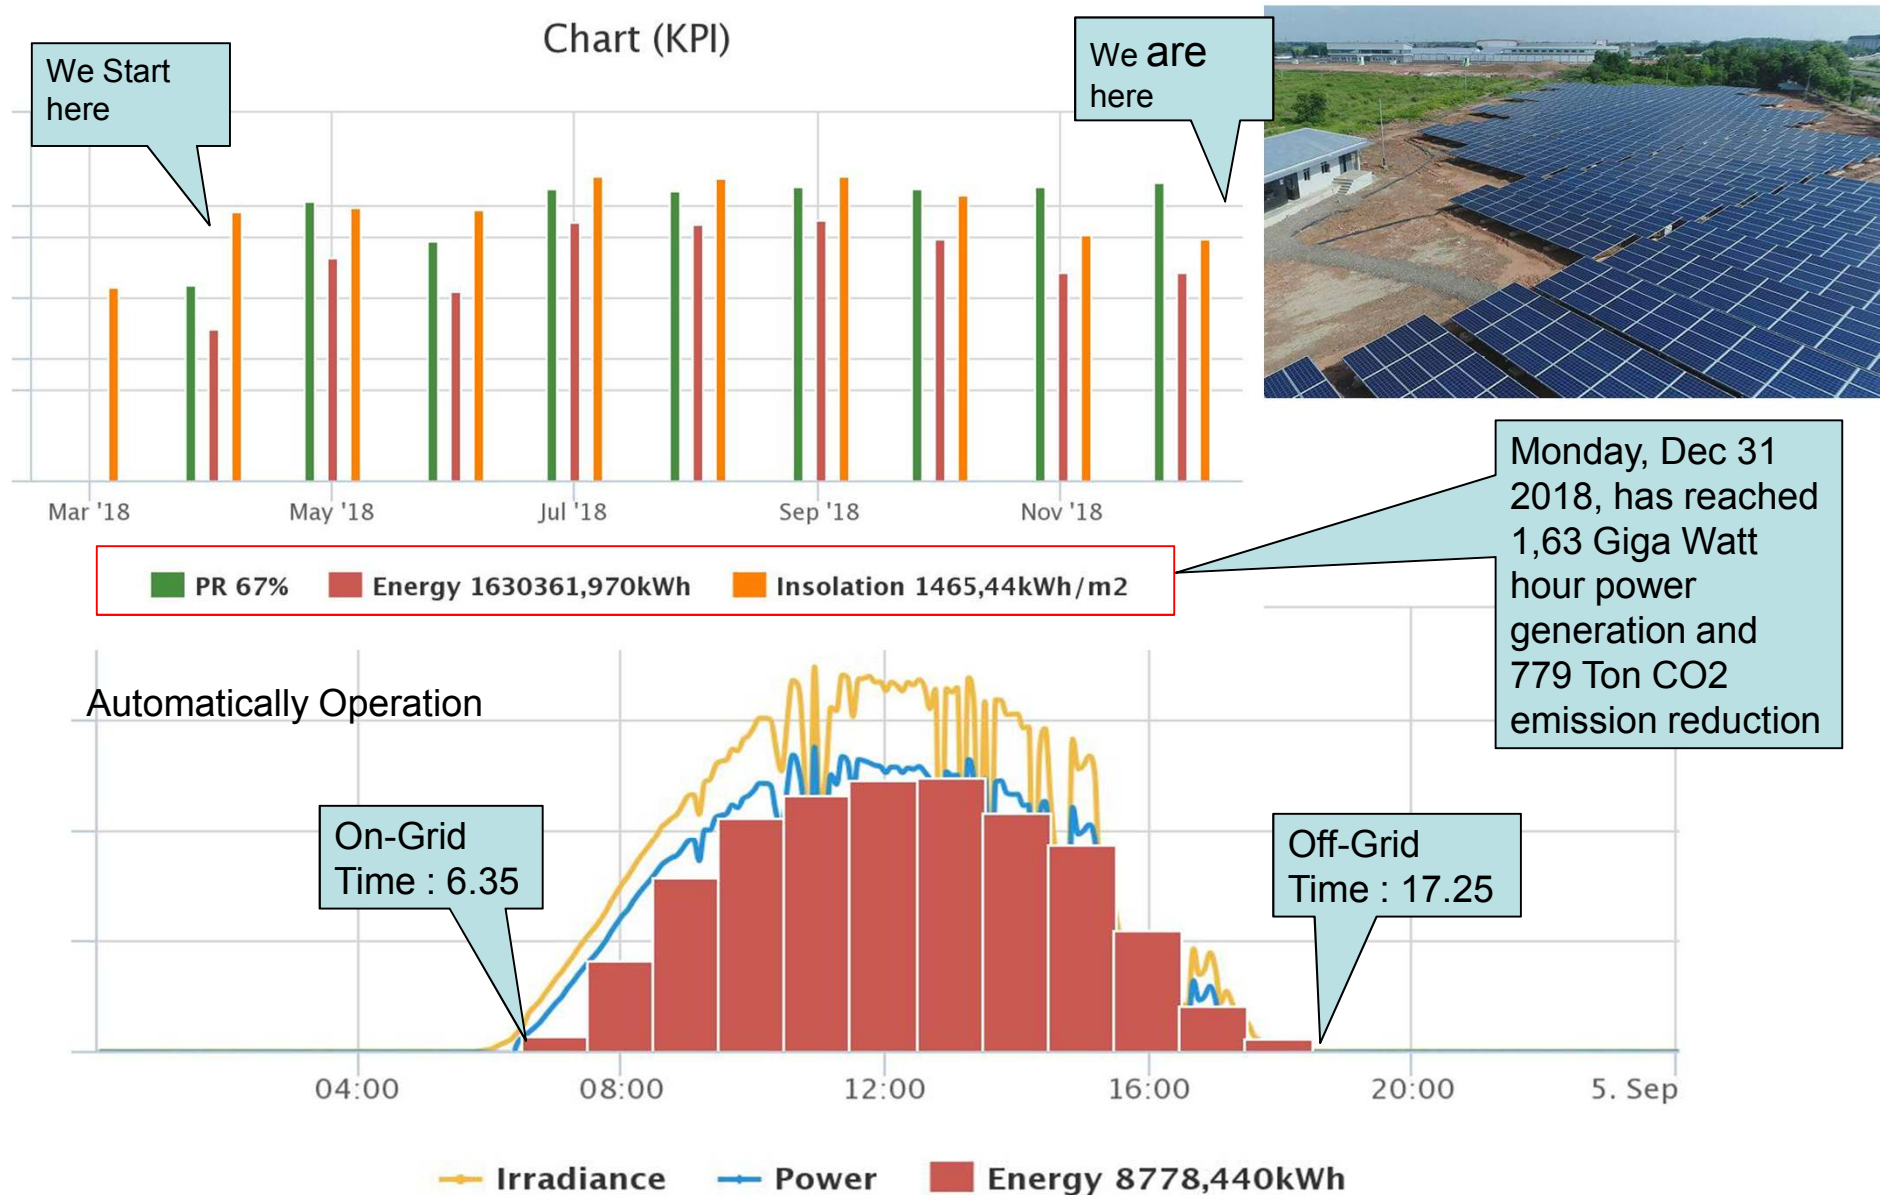 Chart (KPI)
We Start
here
We are
here
Mar '18
May '18
Jul '18
Sep '18
Nov '18
PR 67%
Energy 1630361,970kWh
Insolation 1465,44kWh/m2
Monday, Dec 31
2018, has reached
1,63 Giga Watt
hour power
generation and
779 Ton CO2
emission reduction
Automatically Operation
On-Grid
Time : 6.35
Off-Grid
Time : 17.25
04:00
08:00
12:00
16:00
20:00
5. Sep
Irradiance
Power
Energy 8778,440kWh